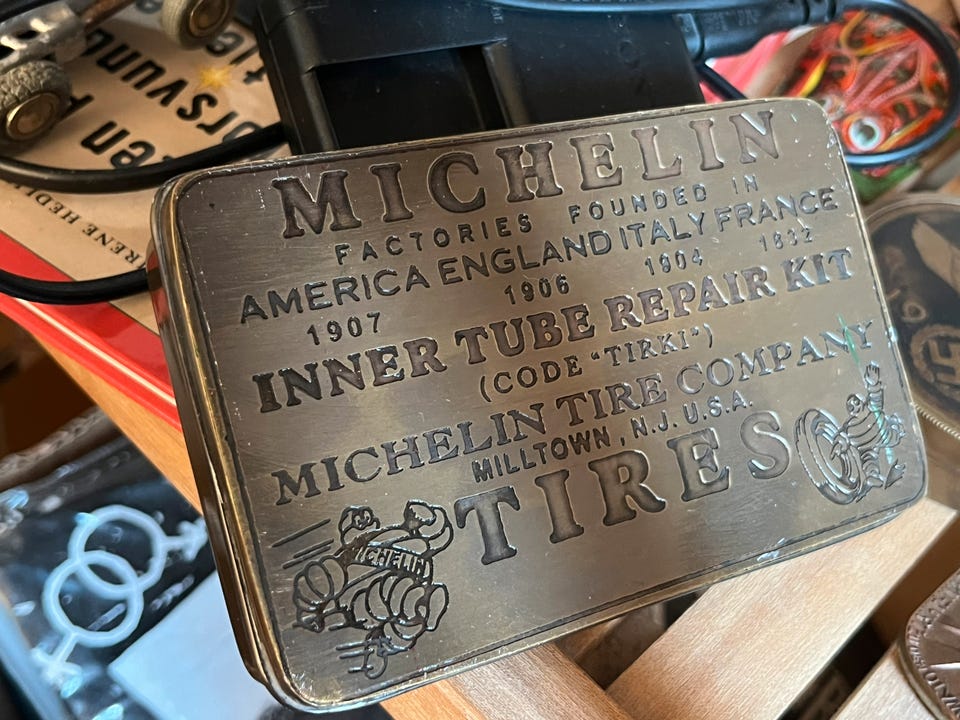 MICHELIN
FACTORIES FOUNDED IN
AMERICA ENGLAND ITALY FRANCE
1907 1906 1904 1832
INNER TUBE REPAIR KIT
(CODE "TIRKI")
MICHELIN TIRE COMPANY
MILLTOWN, N.J. U.S.A.
TIRES
MICHELIN
orsvun